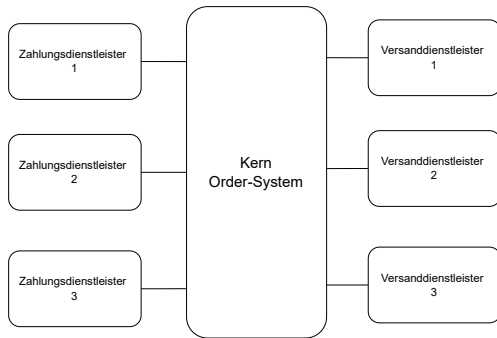 Zahlungsdienstleister
1
Zahlungsdienstleister
2
Zahlungsdienstleister
3
Kern
Order-System
Versanddienstleister
1
Versanddienstleister
2
Versanddienstleister
3